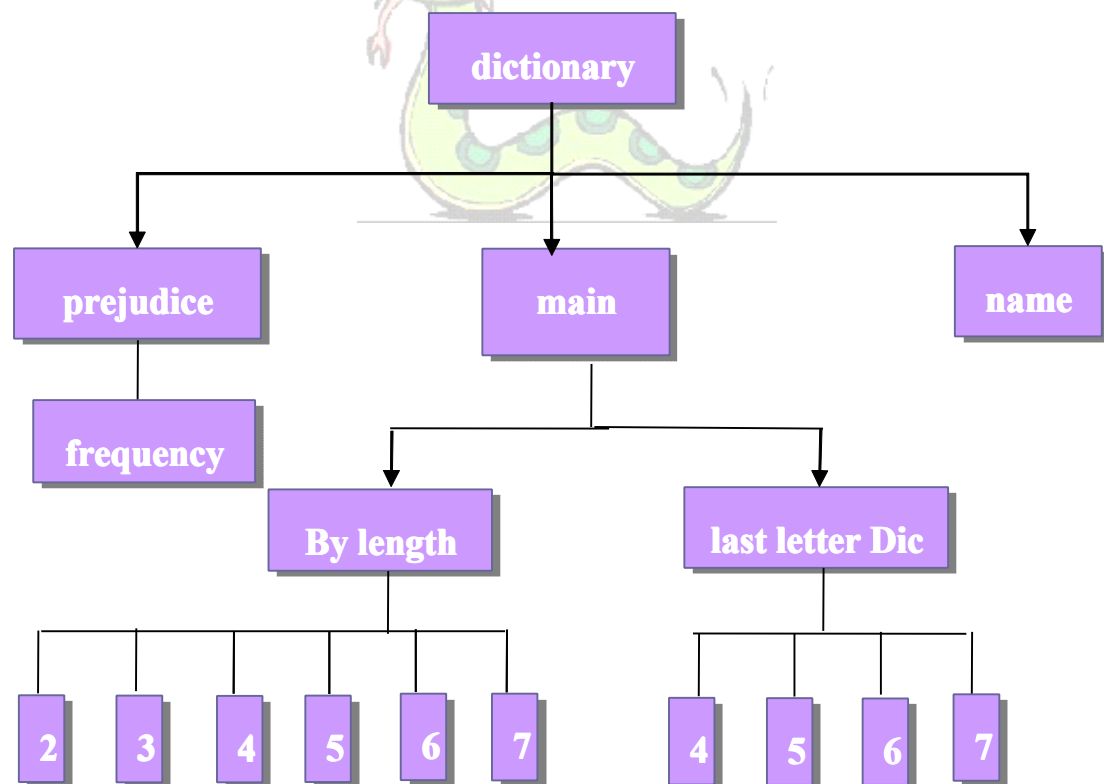 dictionary
prejudice
main
name
frequency
By length
last letter Dic
2
3
4
5
6
7
4
5
6
7